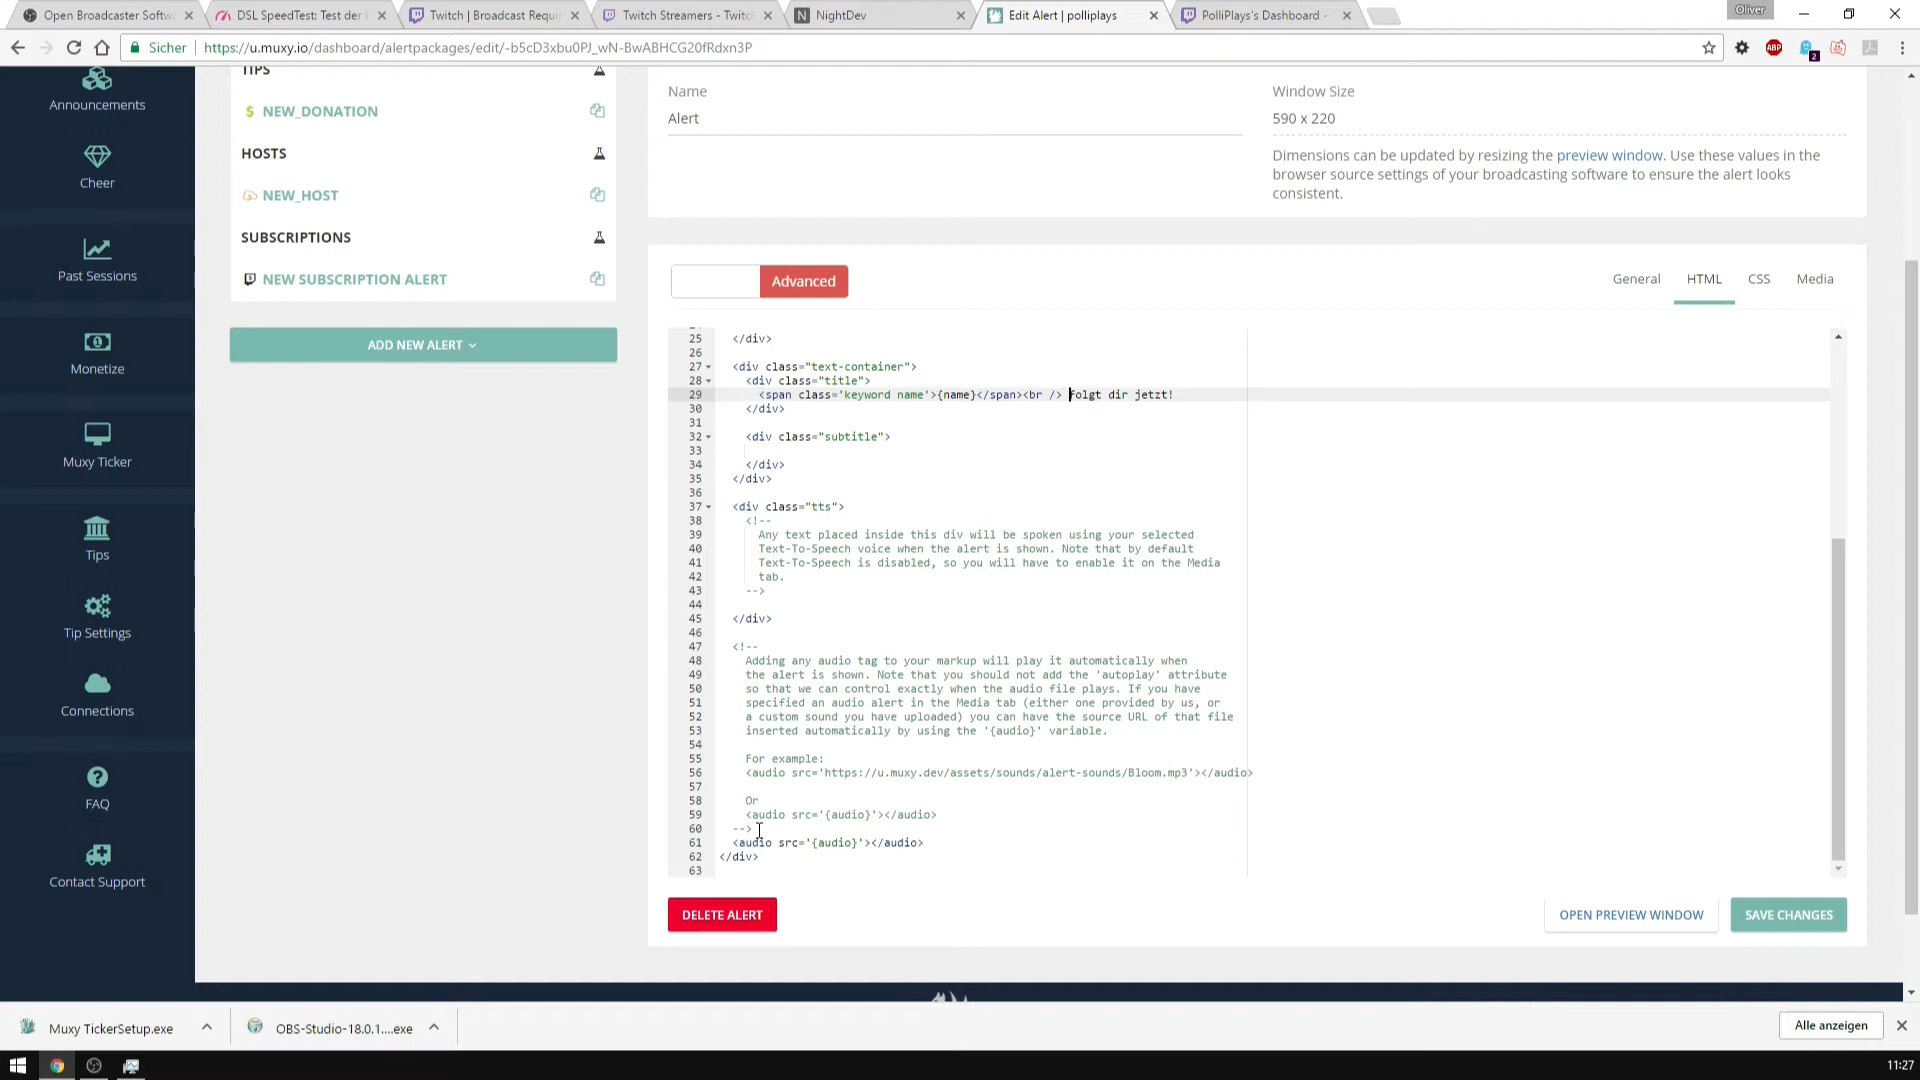 Open Broadcaster Softw
DSL SpeedTest: Test der
Twitch | Broadcast Requi
Twitch Streamers - Twitc
NightDev
Edit Alert | polliplays
PolliPlays's Dashboard -
Oliver
Sicher
https://u.muxy.io/dashboard/alertpackages/edit/-b5cD3xbu0PJ_wN-BwABHCG20fRdxn3P
ABP
2
Announcements
Cheer
Past Sessions
Monetize
Muxy Ticker
Tips
Tip Settings
Connections
FAQ
Contact Support
TIPS
NEW_DONATION
HOSTS
NEW_HOST
SUBSCRIPTIONS
NEW SUBSCRIPTION ALERT
ADD NEW ALERT
Name
Alert
Window Size
590 x 220
Dimensions can be updated by resizing the preview window. Use these values in the
browser source settings of your broadcasting software to ensure the alert looks
consistent.
Advanced
General
HTML
CSS
Media
25 </div>
26
27 <div class="text-container">
28 <div class="title">
29 <span class='keyword name'>{name}</span><br /> folgt dir jetzt!
30 </div>
31
32 <div class="subtitle">
33
34 </div>
35 </div>
36
37 <div class="tts">
38 <!--
39 Any text placed inside this div will be spoken using your selected
40 Text-To-Speech voice when the alert is shown. Note that by default
41 Text-To-Speech is disabled, so you will have to enable it on the Media
42 tab.
43 -->
44
45 </div>
46
47 <!--
48 Adding any audio tag to your markup will play it automatically when
49 the alert is shown. Note that you should not add the 'autoplay' attribute
50 so that we can control exactly when the audio file plays. If you have
51 specified an audio alert in the Media tab (either one provided by us, or
52 a custom sound you have uploaded) you can have the source URL of that file
53 inserted automatically by using the '{audio}' variable.
54
55 For example:
56 <audio src='https://u.muxy.dev/assets/sounds/alert-sounds/Bloom.mp3'></audio>
57
58 Or
59 <audio src='{audio}'></audio>
60 -->
61 <audio src='{audio}'></audio>
62 </div>
63
DELETE ALERT
OPEN PREVIEW WINDOW
SAVE CHANGES
Muxy TickerSetup.exe
OBS-Studio-18.0.1....exe
Alle anzeigen
11:27